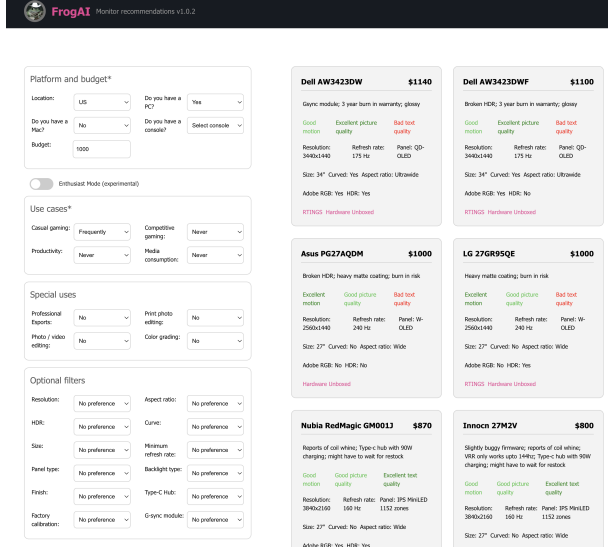 FrogAI Monitor recommendations v1.0.2
Platform and budget*
Location: US
Do you have a PC? Yes
Do you have a Mac? No
Do you have a console? Select console
Budget: 1000
Enthusiast Mode (experimental)
Use cases*
Casual gaming: Frequently
Competitive gaming: Never
Productivity: Never
Media consumption: Never
Special uses
Professional Esports: No
Print photo editing: No
Photo / video editing: No
Color grading: No
Optional filters
Resolution: No preference
Aspect ratio: No preference
HDR: No preference
Curve: No preference
Size: No preference
Minimum refresh rate: No preference
Panel type: No preference
Backlight type: No preference
Finish: No preference
Type-C Hub: No preference
Factory calibration: No preference
G-sync module: No preference
Dell AW3423DW $1140
Gsync module; 3 year burn in warranty; glossy
Good motion
Excellent picture quality
Bad text quality
Resolution: 3440x1440
Refresh rate: 175 Hz
Panel: QD-OLED
Size: 34" Curved: Yes Aspect ratio: Ultrawide
Adobe RGB: Yes HDR: Yes
RTINGS Hardware Unboxed
Dell AW3423DWF $1100
Broken HDR; 3 year burn in warranty; glossy
Good motion
Excellent picture quality
Bad text quality
Resolution: 3440x1440
Refresh rate: 175 Hz
Panel: QD-OLED
Size: 34" Curved: Yes Aspect ratio: Ultrawide
Adobe RGB: Yes HDR: No
RTINGS Hardware Unboxed
Asus PG27AQDM $1000
Broken HDR; heavy matte coating; burn in risk
Excellent motion
Good picture quality
Bad text quality
Resolution: 2560x1440
Refresh rate: 240 Hz
Panel: W-OLED
Size: 27" Curved: No Aspect ratio: Wide
Adobe RGB: No HDR: No
Hardware Unboxed
LG 27GR95QE $1000
Heavy matte coating; burn in risk
Excellent motion
Good picture quality
Bad text quality
Resolution: 2560x1440
Refresh rate: 240 Hz
Panel: W-OLED
Size: 27" Curved: No Aspect ratio: Wide
Adobe RGB: No HDR: Yes
RTINGS Hardware Unboxed
Nubia RedMagic GM001J $870
Reports of coil whine; Type-c hub with 90W
charging; might have to wait for restock
Good motion
Good picture quality
Excellent text quality
Resolution: 3840x2160
Refresh rate: 160 Hz
Panel: IPS MiniLED 1152 zones
Size: 27" Curved: No Aspect ratio: Wide
Adobe RGB: Yes HDR: Yes
Innocn 27M2V $800
Slightly buggy firmware; reports of coil whine;
VRR only works upto 144hz; Type-c hub with 90W
charging; might have to wait for restock
Good motion
Good picture quality
Excellent text quality
Resolution: 3840x2160
Refresh rate: 160 Hz
Panel: IPS MiniLED 1152 zones
Size: 27" Curved: No Aspect ratio: Wide